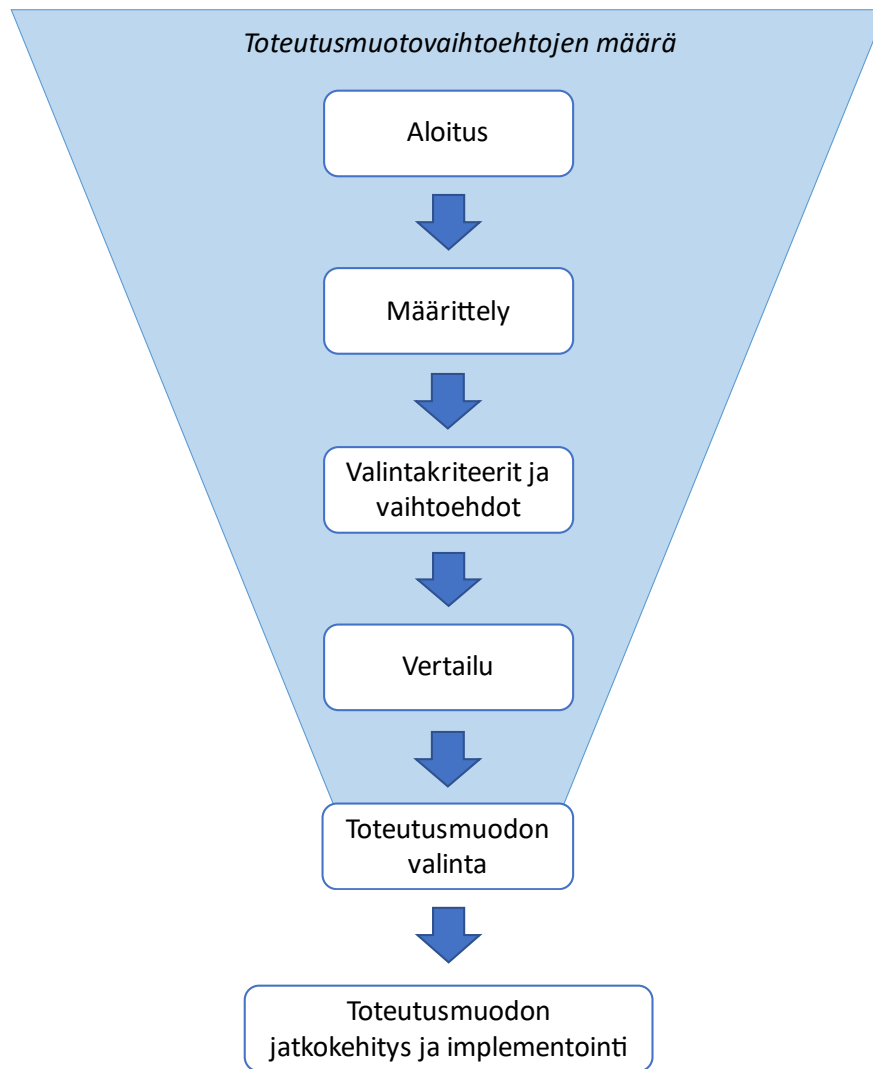 Toteutusmuotovaihtoehtojen määrä
Aloitus
Määrittely
Valintakriteerit ja
vaihtoehdot
Vertailu
Toteutusmuodon
valinta
Toteutusmuodon
jatkokehitys ja implementointi